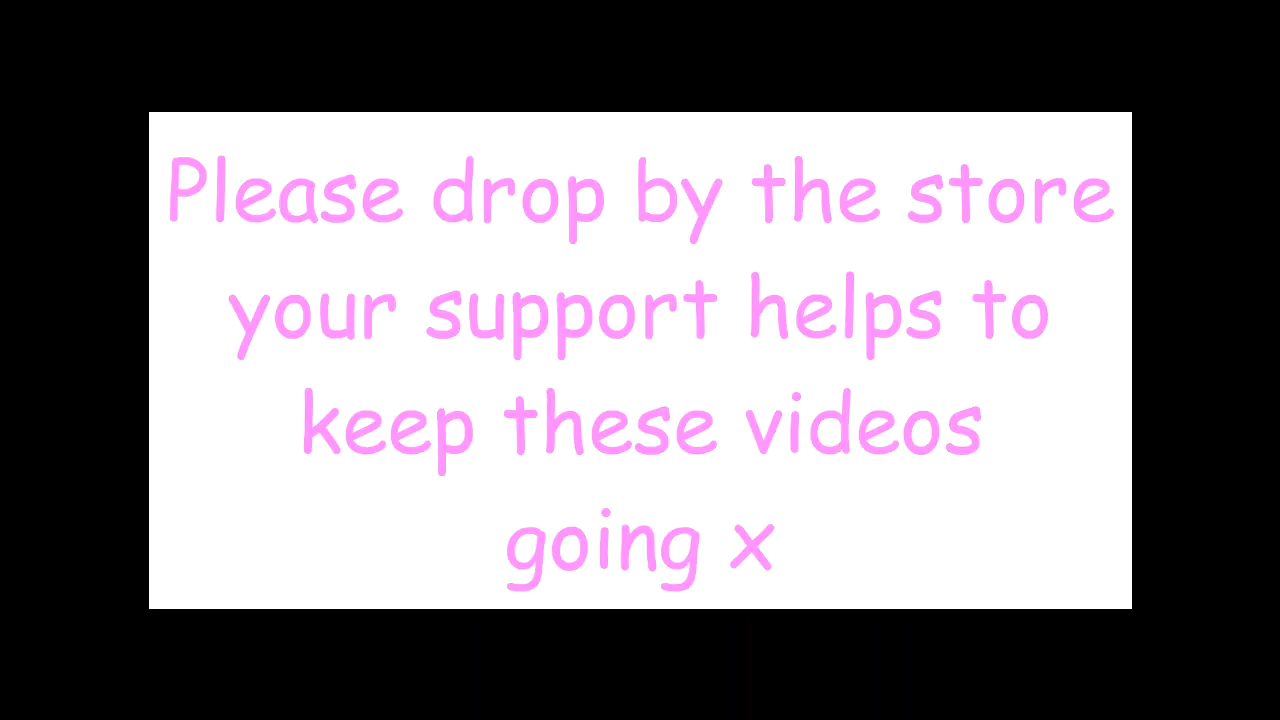 Please drop by the store
your support helps to
keep these videos
going x